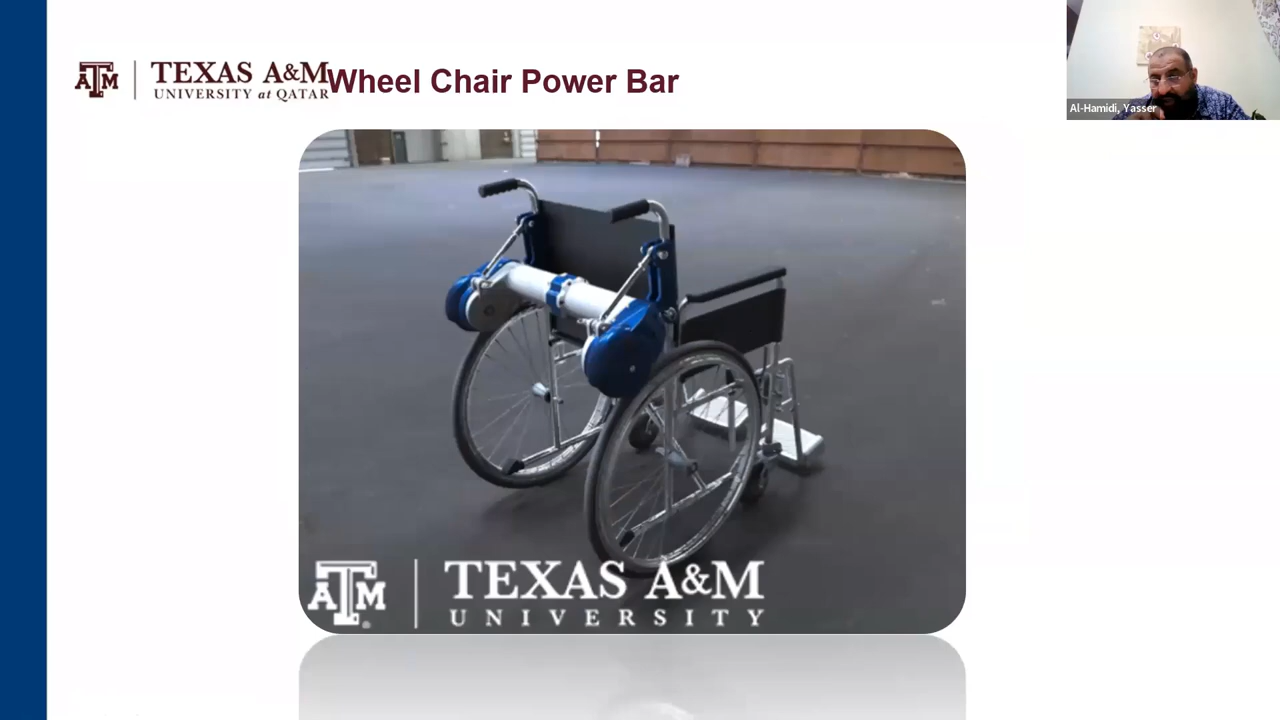 ATM
TEXAS A&M
UNIVERSITY at QATAR
Wheel Chair Power Bar
Al-Hamidi, Yasser
ATM
TEXAS A&M
UNIVERSITY